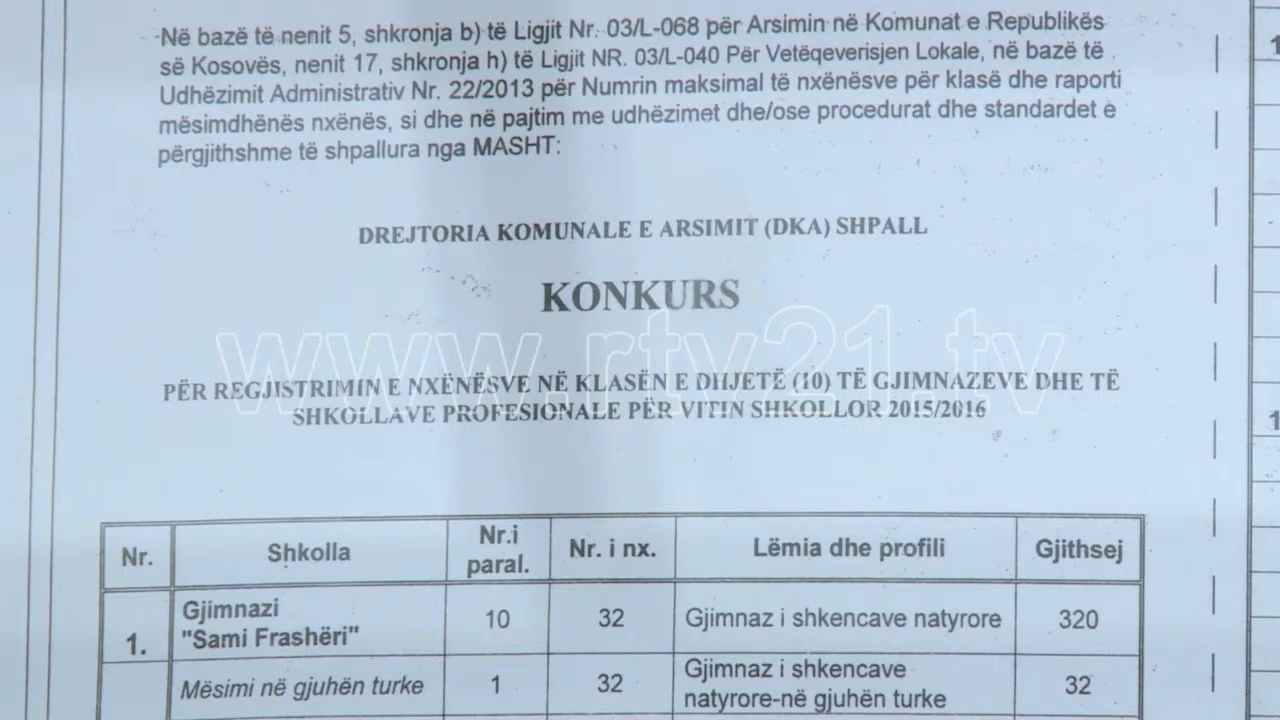 Në bazë të nenit 5, shkronja b) të Ligjit Nr. 03/L-068 për Arsimin në Komunat e Republikës
së Kosovës, nenit 17, shkronja h) të Ligjit NR. 03/L-040 Për Vetëqeverisjen Lokale, në bazë të
Udhëzimit Administrativ Nr. 22/2013 për Numrin maksimal të nxënësve për klasë dhe raporti
mësimdhënës nxënës, si dhe në pajtim me udhëzimet dhe/ose procedurat dhe standardet e
përgjithshme të shpallura nga MASHT:
DREJTORIA KOMUNALE E ARSIMIT (DKA) SHPALL
KONKURS
www.rtv21.tv
PËR REGJISTRIMIN E NXËNËSVE NË KLASËN E DHJETË (10) TË GJIMNAZEVE DHE TË
SHKOLLAVE PROFESIONALE PËR VITIN SHKOLLOR 2015/2016
Nr. Shkolla Nr.i paral. Nr. i nx. Lëmia dhe profili Gjithsej
1. Gjimnazi "Sami Frashëri" 10 32 Gjimnaz i shkencave natyrore 320
Mësimi në gjuhën turke 1 32 Gjimnaz i shkencave natyrore-në gjuhën turke 32